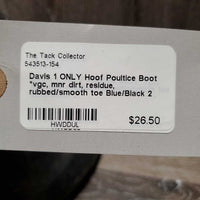 The Tack Collector
543513-154
Davis 1 ONLY Hoof Poultice Boot
*vgc, mnr dirt, residue,
rubbed/smooth toe Blue/Black 2
HWDDUL
$26.50